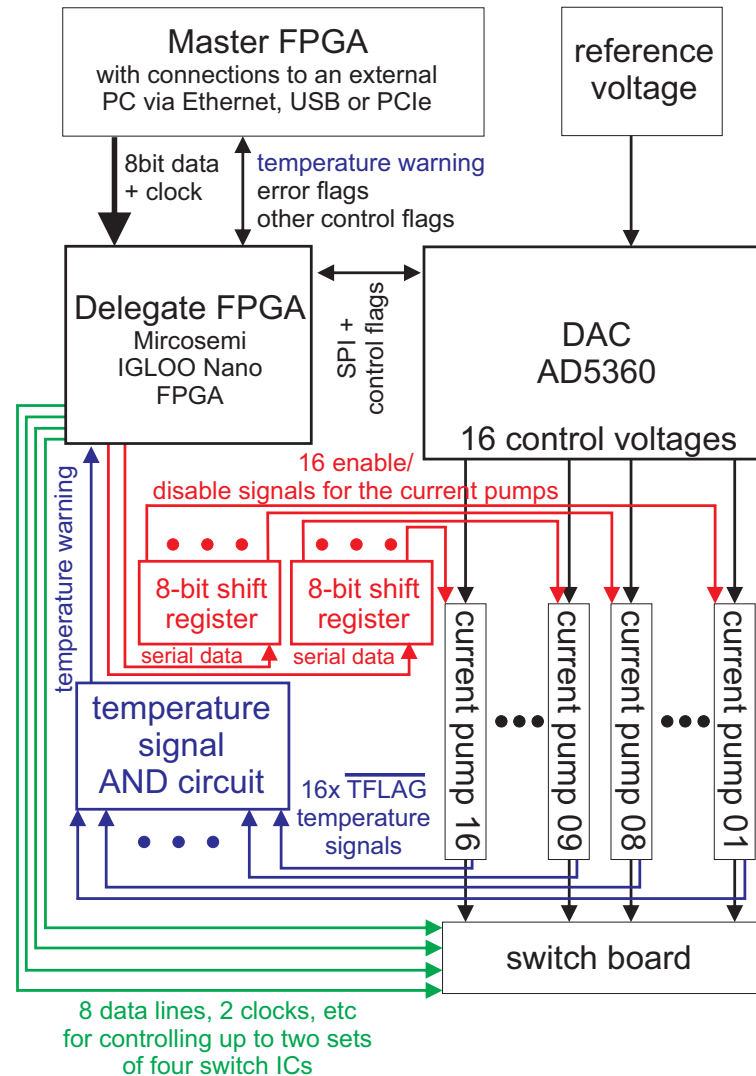 Master FPGA
with connections to an external
PC via Ethernet, USB or PCIe
reference
voltage
8bit data
+ clock
temperature warning
error flags
other control flags
Delegate FPGA
Mircosemi
IGLOO Nano
FPGA
SPI +
control flags
DAC
AD5360
16 control voltages
16 enable/
disable signals for the current pumps
temperature warning
8-bit shift
register
8-bit shift
register
serial data
serial data
current pump 16
current pump 09
current pump 08
current pump 01
temperature
signal
AND circuit
16x T̅F̅L̅A̅G̅
temperature
signals
switch board
8 data lines, 2 clocks, etc
for controlling up to two sets
of four switch ICs